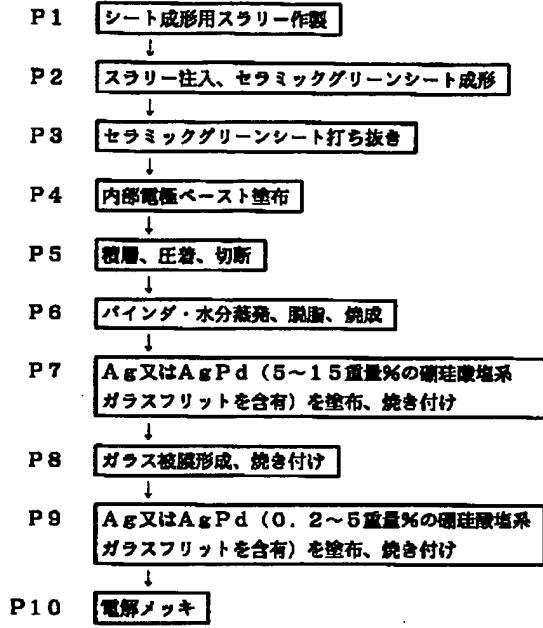 P1 シート成形用スラリー作製
↓
P2 スラリー注入、セラミックグリーンシート成形
↓
P3 セラミックグリーンシート打ち抜き
↓
P4 内部電極ペースト塗布
↓
P5 積層、圧着、切断
↓
P6 バインダ・水分蒸発、脱脂、焼成
↓
P7 Ag又はAgPd（5～15重量%の硼珪酸塩系
ガラスフリットを含有）を塗布、焼き付け
↓
P8 ガラス被膜形成、焼き付け
↓
P9 Ag又はAgPd（0．2～5重量%の硼珪酸塩系
ガラスフリットを含有）を塗布、焼き付け
↓
P10 電解メッキ